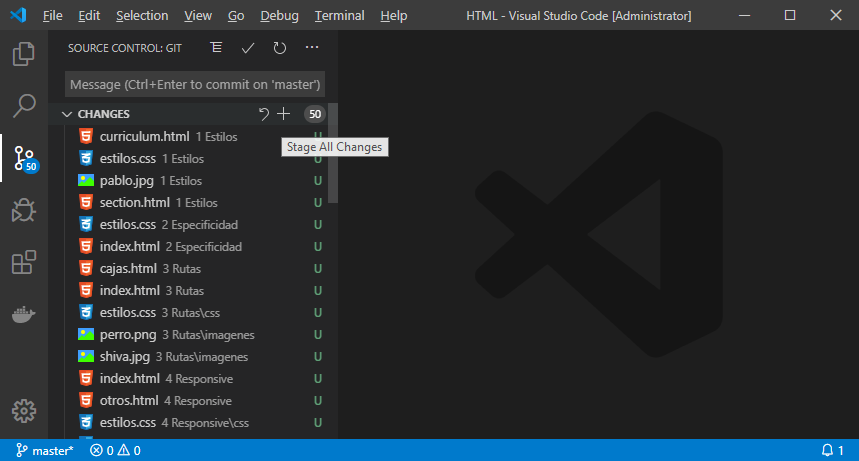 File Edit Selection View Go Debug Terminal Help HTML - Visual Studio Code [Administrator]
SOURCE CONTROL: GIT
Message (Ctrl+Enter to commit on 'master')
CHANGES 50
Stage All Changes
curriculum.html 1 Estilos
estilos.css 1 Estilos U
pablo.jpg 1 Estilos U
section.html 1 Estilos U
estilos.css 2 Especificidad U
index.html 2 Especificidad U
cajas.html 3 Rutas U
index.html 3 Rutas U
estilos.css 3 Rutas\css U
perro.png 3 Rutas\imagenes U
shiva.jpg 3 Rutas\imagenes U
index.html 4 Responsive U
otros.html 4 Responsive U
estilos.css 4 Responsive\css U
50
master* 0 0 1